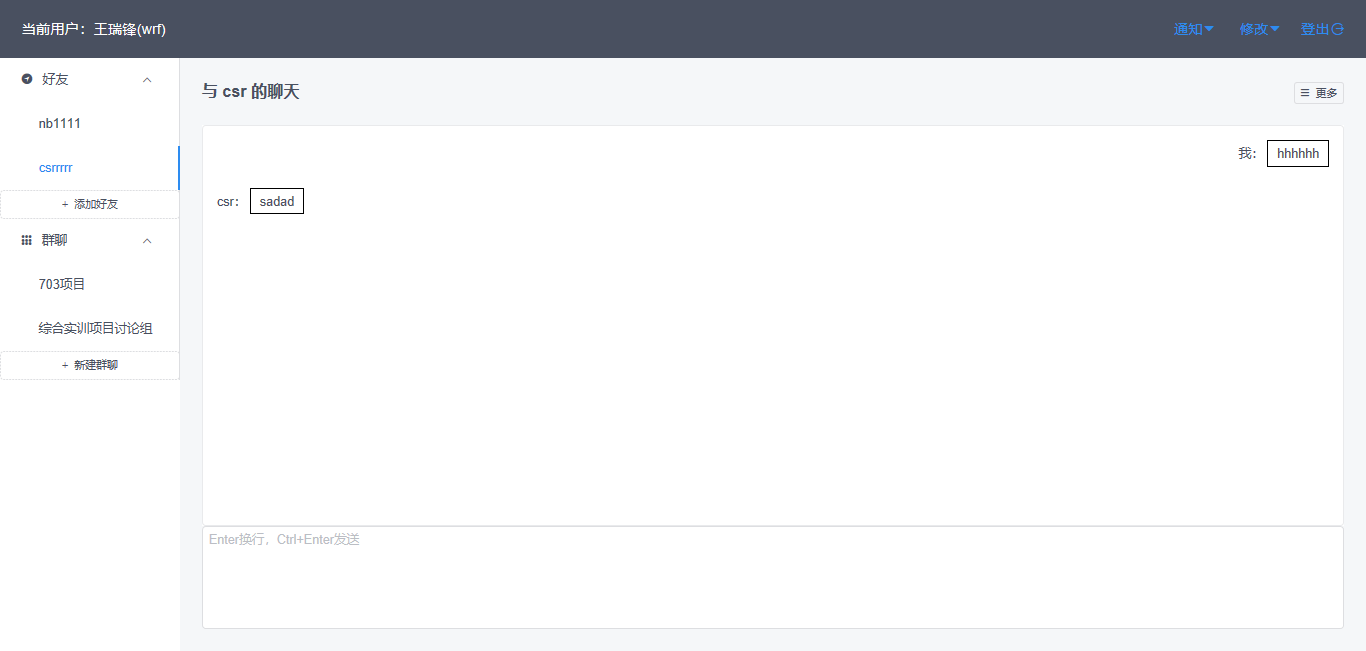 当前用户：王瑞锋(wrf)
通知
修改
登出
好友
nb1111
csrrrrr
+ 添加好友
群聊
703项目
综合实训项目讨论组
+ 新建群聊
与 csr 的聊天
更多
我： hhhhhh
csr： sadad
Enter换行，Ctrl+Enter发送